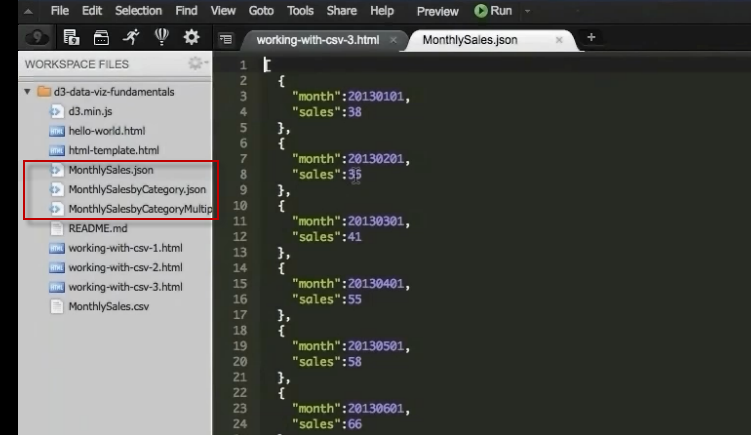 File Edit Selection Find View Goto Tools Share Help Preview Run
working-with-csv-3.html × MonthlySales.json × +
WORKSPACE FILES
d3-data-viz-fundamentals
d3.min.js
hello-world.html
html-template.html
MonthlySales.json
MonthlySalesbyCategory.json
MonthlySalesbyCategoryMultip
README.md
working-with-csv-1.html
working-with-csv-2.html
working-with-csv-3.html
MonthlySales.csv
1 [
2 {
3 "month":20130101,
4 "sales":38
5 },
6 {
7 "month":20130201,
8 "sales":35
9 },
10 {
11 "month":20130301,
12 "sales":41
13 },
14 {
15 "month":20130401,
16 "sales":55
17 },
18 {
19 "month":20130501,
20 "sales":58
21 },
22 {
23 "month":20130601,
24 "sales":66